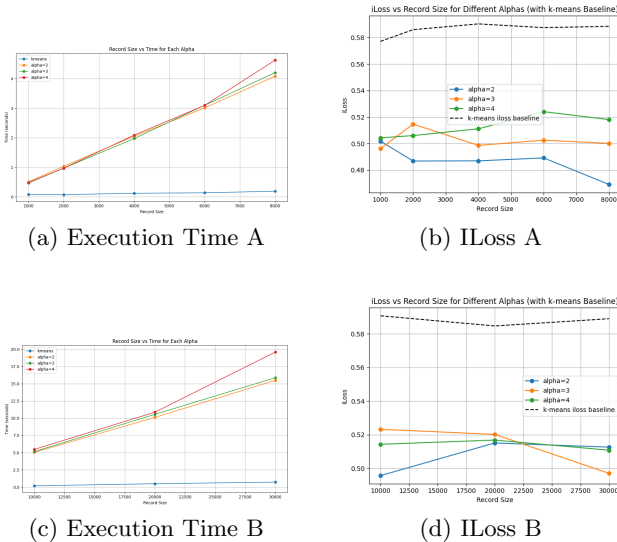 Record Size vs Time for Each Alpha
kmeans
alpha=2
alpha=3
alpha=4
Time (seconds)
4
3
2
1
0
1000 2000 3000 4000 5000 6000 7000 8000
Record Size
(a) Execution Time A
iLoss vs Record Size for Different Alphas (with k-means Baseline)
alpha=2
alpha=3
alpha=4
k-means iloss baseline
iLoss
0.58
0.56
0.54
0.52
0.50
0.48
1000 2000 3000 4000 5000 6000 7000 8000
Record Size
(b) ILoss A
Record Size vs Time for Each Alpha
kmeans
alpha=2
alpha=3
alpha=4
Time (seconds)
20.0
17.5
15.0
12.5
10.0
7.5
5.0
2.5
0.0
10000 12500 15000 17500 20000 22500 25000 27500 30000
Record Size
(c) Execution Time B
iLoss vs Record Size for Different Alphas (with k-means Baseline)
alpha=2
alpha=3
alpha=4
k-means iloss baseline
iLoss
0.58
0.56
0.54
0.52
0.50
10000 12500 15000 17500 20000 22500 25000 27500 30000
Record Size
(d) ILoss B